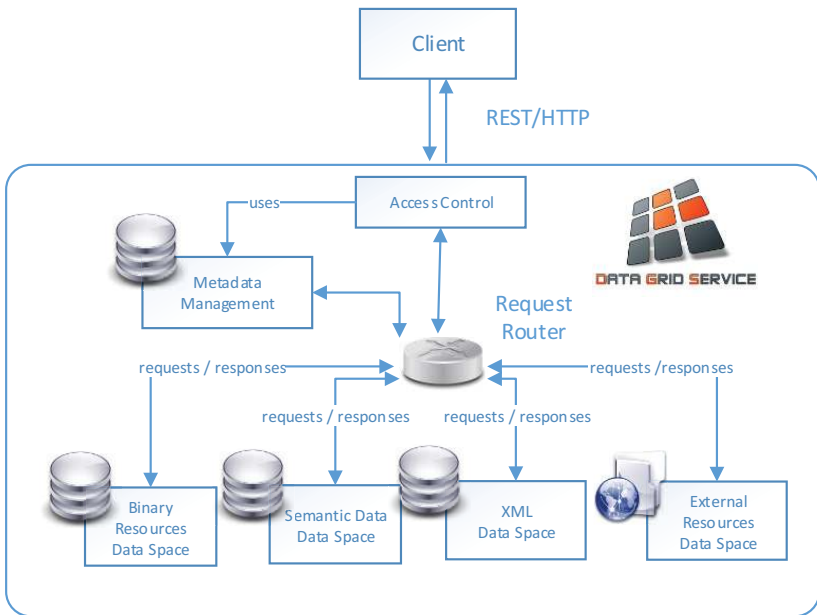 Client
REST/HTTP
uses
Access Control
Metadata
Management
DATA GRID SERVICE
Request
Router
requests / responses
requests /responses
requests / responses
requests / responses
Binary
Resources
Data Space
Semantic Data
Data Space
XML
Data Space
External
Resources
Data Space